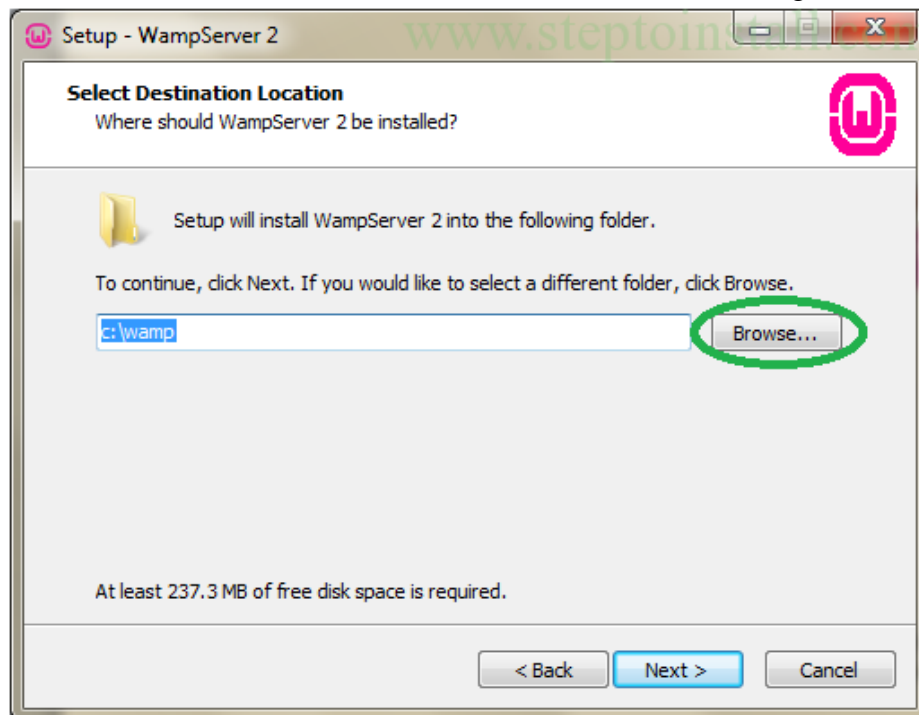 Setup - WampServer 2
www.steptoinstall.com
Select Destination Location
Where should WampServer 2 be installed?
Setup will install WampServer 2 into the following folder.
To continue, click Next. If you would like to select a different folder, click Browse.
c:\wamp
Browse...
At least 237.3 MB of free disk space is required.
< Back
Next >
Cancel